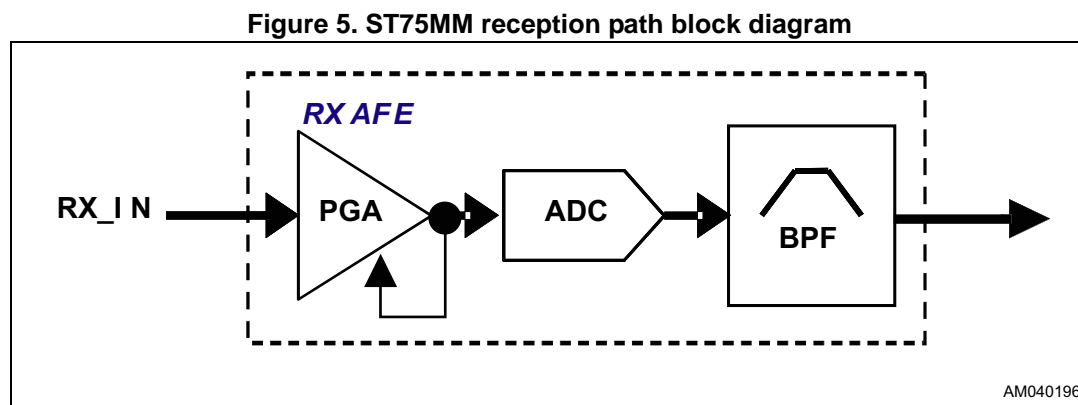 Figure 5. ST75MM reception path block diagram
RX AFE
RX_I N
PGA
ADC
BPF
AM040196